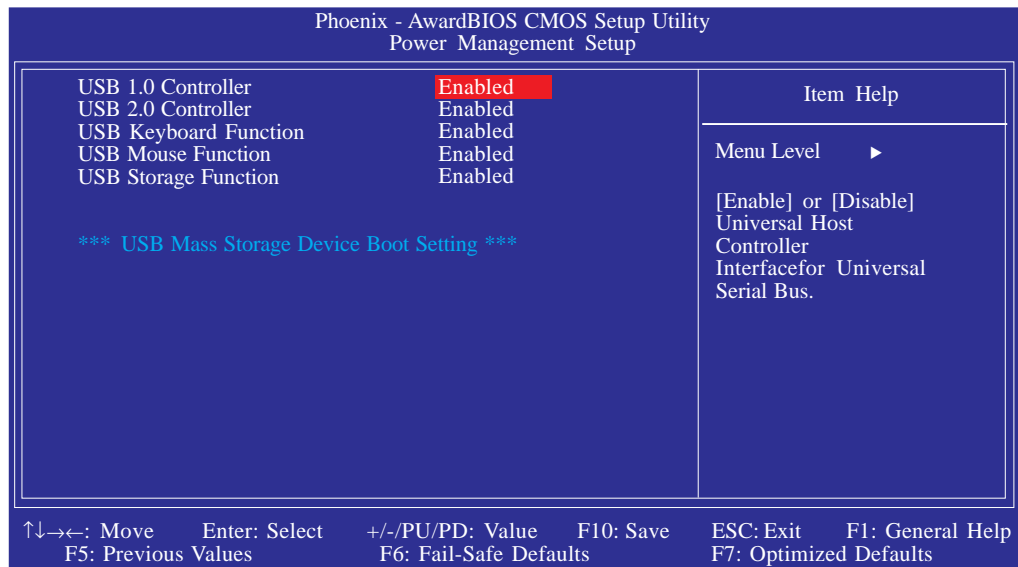 Phoenix - AwardBIOS CMOS Setup Utility
Power Management Setup
USB 1.0 Controller Enabled
USB 2.0 Controller Enabled
USB Keyboard Function Enabled
USB Mouse Function Enabled
USB Storage Function Enabled
*** USB Mass Storage Device Boot Setting ***
Item Help
Menu Level ►
[Enable] or [Disable]
Universal Host
Controller
Interfacefor Universal
Serial Bus.
↑↓→←: Move Enter: Select +/-/PU/PD: Value F10: Save ESC: Exit F1: General Help
F5: Previous Values F6: Fail-Safe Defaults F7: Optimized Defaults